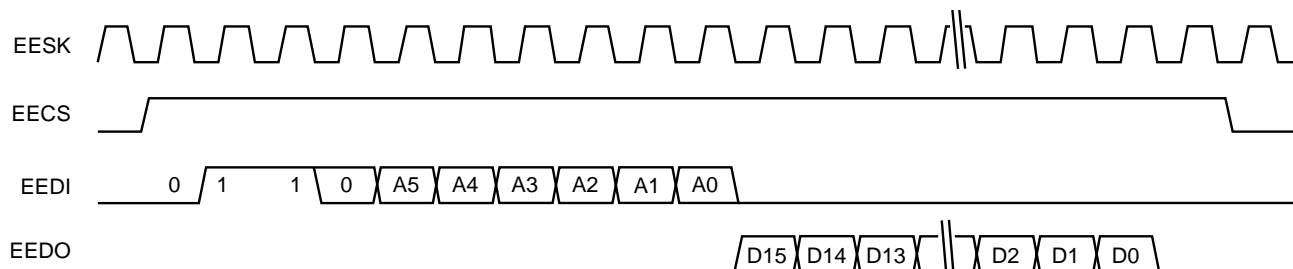 EESK
EECS
EEDI 0 1 1 0 A5 A4 A3 A2 A1 A0
EEDO D15 D14 D13 D2 D1 D0